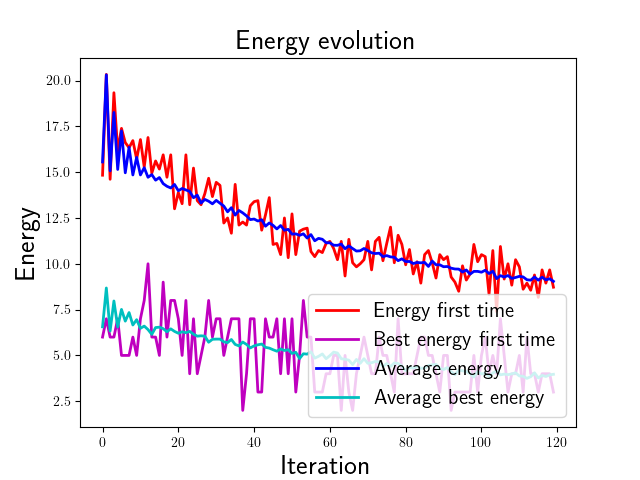 Energy evolution
Energy
20.0
17.5
15.0
12.5
10.0
7.5
5.0
2.5
Energy first time
Best energy first time
Average energy
Average best energy
0 20 40 60 80 100 120
Iteration